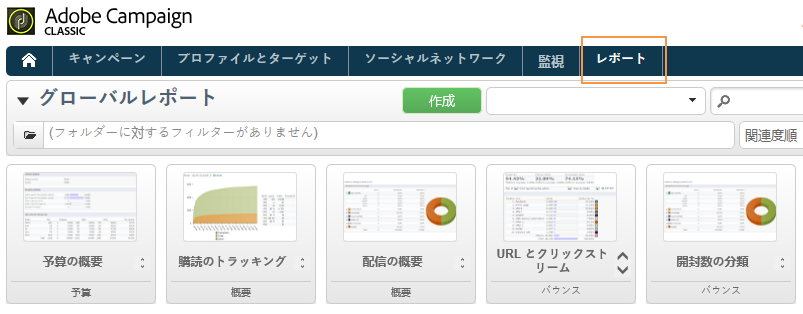 Adobe Campaign
CLASSIC
キャンペーン
プロファイルとターゲット
ソーシャルネットワーク
監視
レポート
グローバルレポート
作成
(フォルダーに対するフィルターがありません)
関連度順
予算の概要
予算
購読のトラッキング
概要
配信の概要
概要
URL とクリックスト
リーム
バウンス
開封数の分類
バウンス